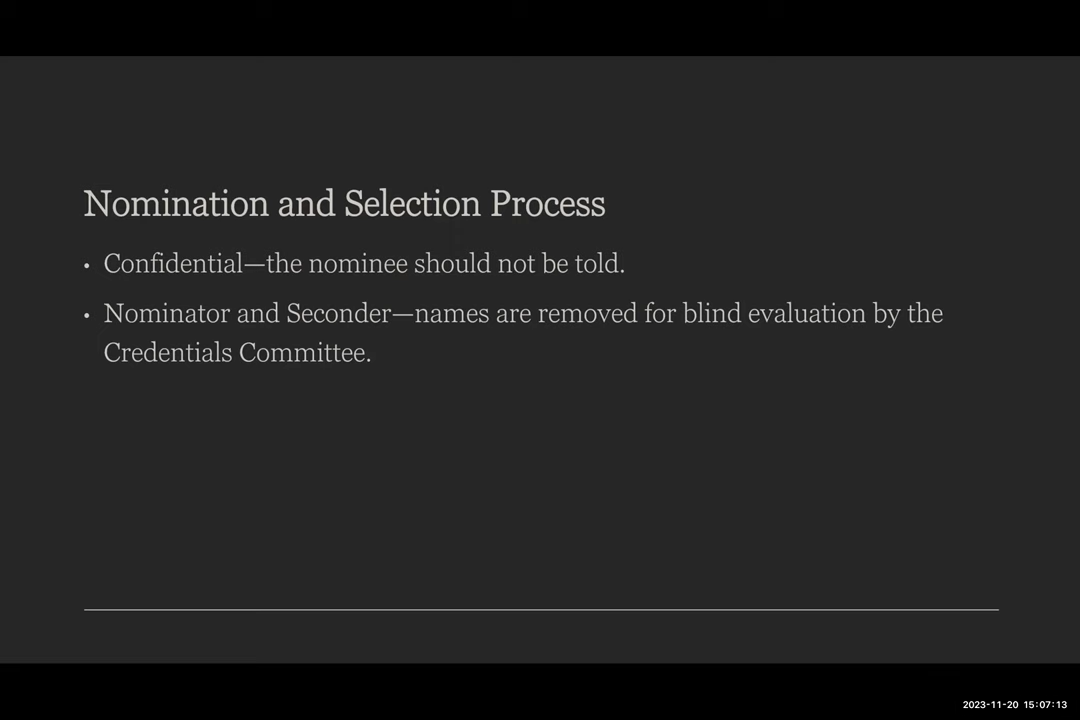 Nomination and Selection Process
• Confidential—the nominee should not be told.
• Nominator and Seconder—names are removed for blind evaluation by the
Credentials Committee.
2023-11-20 15:07:13